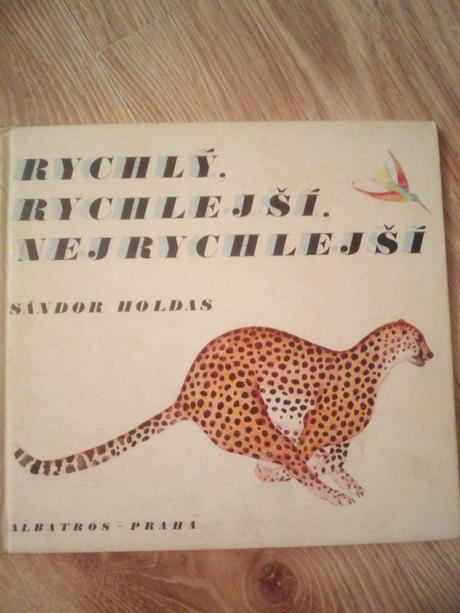 RYCHLÝ,
RYCHLEJŠÍ,
NEJRYCHLEJŠÍ
SÁNDOR HOLDAS
ALBATROS – PRAHA